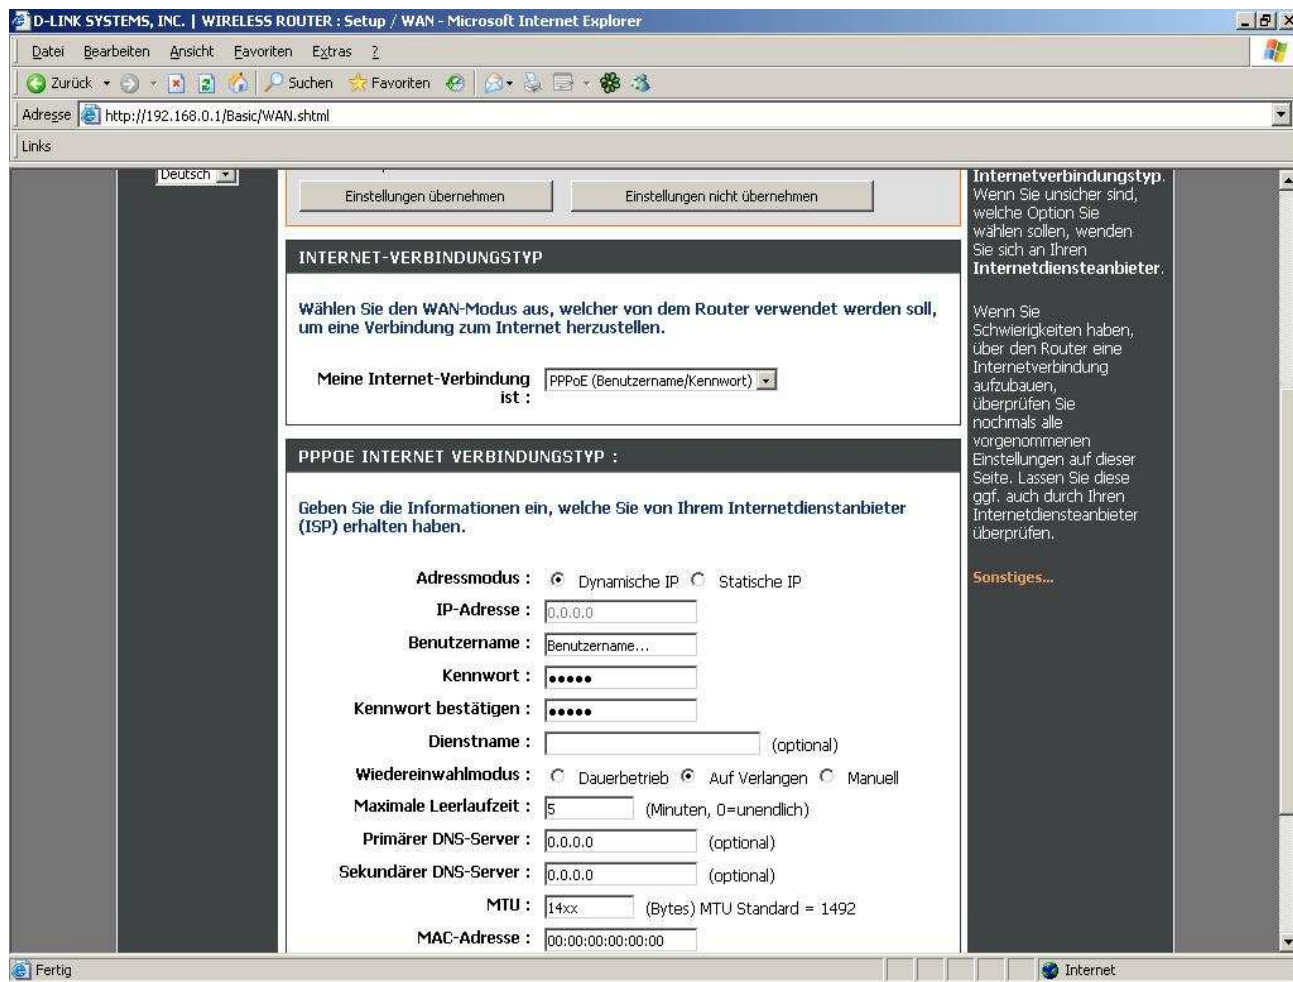 D-LINK SYSTEMS, INC. | WIRELESS ROUTER : Setup / WAN - Microsoft Internet Explorer
Datei Bearbeiten Ansicht Favoriten Extras ?
Zurück Suchen Favoriten
Adresse http://192.168.0.1/Basic/WAN.shtml
Links
Deutsch
Einstellungen übernehmen Einstellungen nicht übernehmen
INTERNET-VERBINDUNGSTYP
Wählen Sie den WAN-Modus aus, welcher von dem Router verwendet werden soll,
um eine Verbindung zum Internet herzustellen.
Meine Internet-Verbindung
ist : PPPoE (Benutzername/Kennwort)
PPPOE INTERNET VERBINDUNGSTYP :
Geben Sie die Informationen ein, welche Sie von Ihrem Internetdienstanbieter
(ISP) erhalten haben.
Adressmodus : Dynamische IP Statische IP
IP-Adresse : 0.0.0.0
Benutzername : Benutzername...
Kennwort : •••••
Kennwort bestätigen : •••••
Dienstname : (optional)
Wiedereinwahlmodus : Dauerbetrieb Auf Verlangen Manuell
Maximale Leerlaufzeit : 5 (Minuten, 0=unendlich)
Primärer DNS-Server : 0.0.0.0 (optional)
Sekundärer DNS-Server : 0.0.0.0 (optional)
MTU : 14xx (Bytes) MTU Standard = 1492
MAC-Adresse : 00:00:00:00:00:00
Internetverbindungstyp.
Wenn Sie unsicher sind,
welche Option Sie
wählen sollen, wenden
Sie sich an Ihren
Internetdiensteanbieter.
Wenn Sie
Schwierigkeiten haben,
über den Router eine
Internetverbindung
aufzubauen,
überprüfen Sie
nochmals alle
vorgenommenen
Einstellungen auf dieser
Seite. Lassen Sie diese
ggf. auch durch Ihren
Internetdiensteanbieter
überprüfen.
Sonstiges...
Fertig Internet